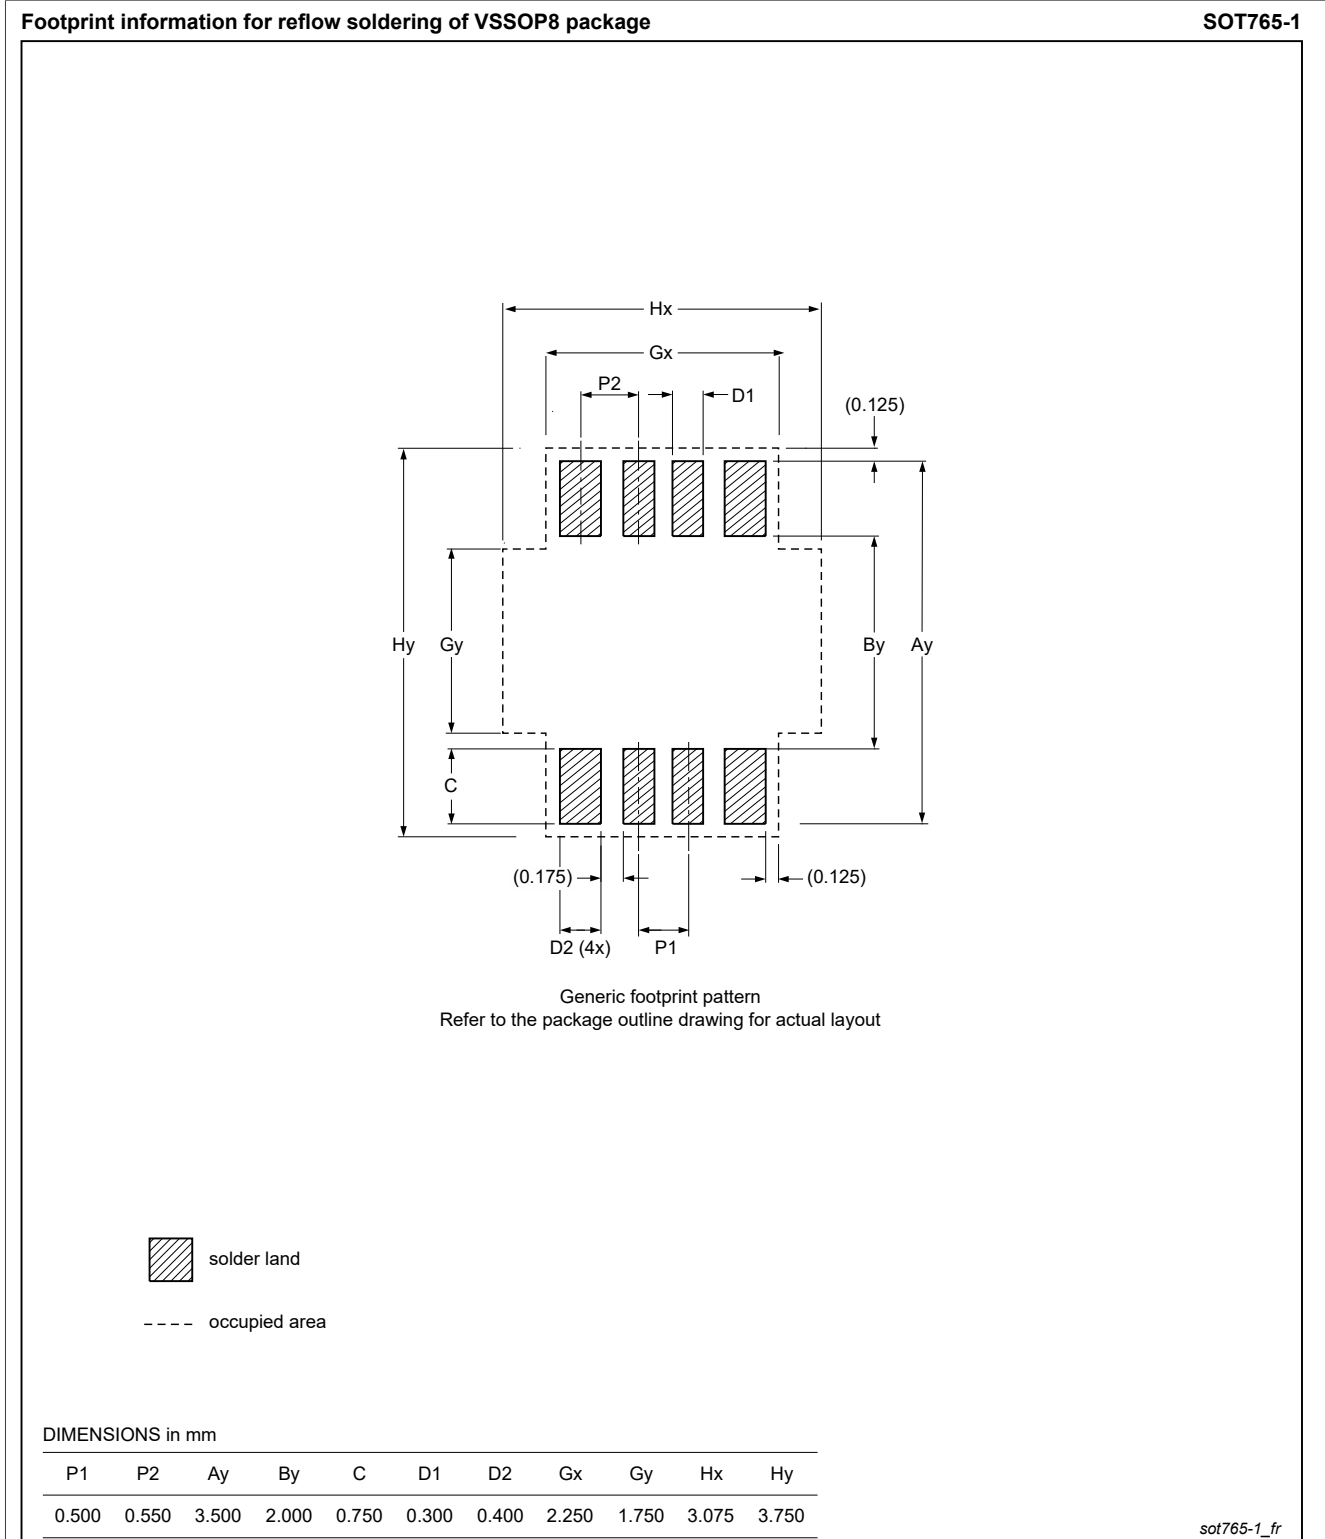 Footprint information for reflow soldering of VSSOP8 package SOT765-1
Hx
Gx
P2
D1
(0.125)
Hy
Gy
By
Ay
C
(0.175)
(0.125)
D2 (4x)
P1
Generic footprint pattern
Refer to the package outline drawing for actual layout
solder land
occupied area
DIMENSIONS in mm
P1 P2 Ay By C D1 D2 Gx Gy Hx Hy
0.500 0.550 3.500 2.000 0.750 0.300 0.400 2.250 1.750 3.075 3.750
sot765-1_fr